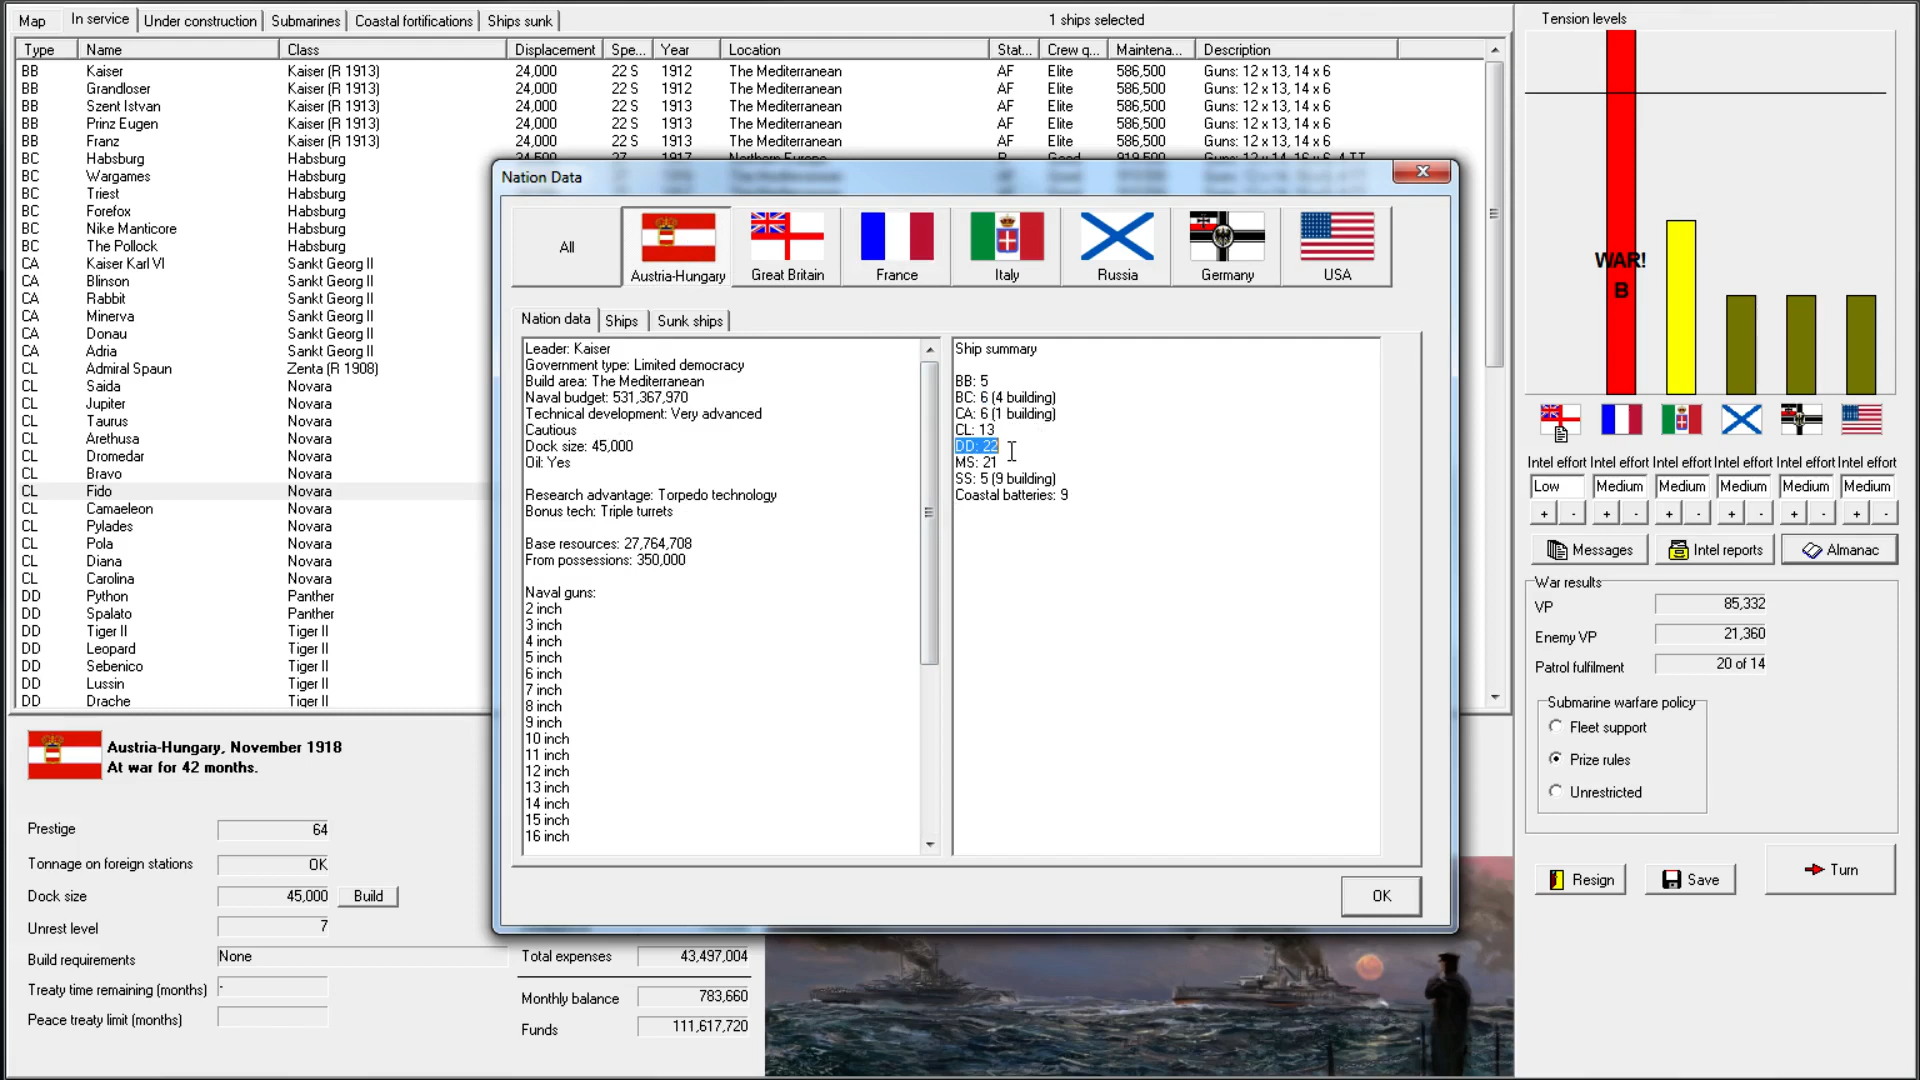 Map In service Under construction Submarines Coastal fortifications Ships sunk 1 ships selected
Type Name Class Displacement Spe... Year Location Stat... Crew q... Maintena... Description
BB Kaiser Kaiser (R 1913) 24,000 22 S 1912 The Mediterranean AF Elite 586,500 Guns: 12 x 13, 14 x 6
BB Grandloser Kaiser (R 1913) 24,000 22 S 1912 The Mediterranean AF Elite 586,500 Guns: 12 x 13, 14 x 6
BB Szent Istvan Kaiser (R 1913) 24,000 22 S 1913 The Mediterranean AF Elite 586,500 Guns: 12 x 13, 14 x 6
BB Prinz Eugen Kaiser (R 1913) 24,000 22 S 1913 The Mediterranean AF Elite 586,500 Guns: 12 x 13, 14 x 6
BB Franz Kaiser (R 1913) 24,000 22 S 1913 The Mediterranean AF Elite 586,500 Guns: 12 x 13, 14 x 6
BC Habsburg Habsburg 24,500 27 1917 Northern Europe R Good 919,500 Guns: 12 x 14, 16 x 6, 4 TT
BC Wargames Habsburg
BC Triest Habsburg
BC Forefox Habsburg
BC Nike Manticore Habsburg
BC The Pollock Habsburg
CA Kaiser Karl VI Sankt Georg II
CA Blinson Sankt Georg II
CA Rabbit Sankt Georg II
CA Minerva Sankt Georg II
CA Donau Sankt Georg II
CA Adria Sankt Georg II
CL Admiral Spaun Zenta (R 1908)
CL Saida Novara
CL Jupiter Novara
CL Taurus Novara
CL Arethusa Novara
CL Dromedar Novara
CL Bravo Novara
CL Fido Novara
CL Camaeleon Novara
CL Pylades Novara
CL Pola Novara
CL Diana Novara
CL Carolina Novara
DD Python Panther
DD Spalato Panther
DD Tiger II Tiger II
DD Leopard Tiger II
DD Sebenico Tiger II
DD Lussin Tiger II
DD Drache Tiger II
Nation Data
All Austria-Hungary Great Britain France Italy Russia Germany USA
Nation data Ships Sunk ships
Leader: Kaiser
Government type: Limited democracy
Build area: The Mediterranean
Naval budget: 531,367,970
Technical development: Very advanced
Cautious
Dock size: 45,000
Oil: Yes
Research advantage: Torpedo technology
Bonus tech: Triple turrets
Base resources: 27,764,708
From possessions: 350,000
Naval guns:
2 inch
3 inch
4 inch
5 inch
6 inch
7 inch
8 inch
9 inch
10 inch
11 inch
12 inch
13 inch
14 inch
15 inch
16 inch
Ship summary
BB: 5
BC: 6 (4 building)
CA: 6 (1 building)
CL: 13
DD: 22
MS: 21
SS: 5 (9 building)
Coastal batteries: 9
OK
Tension levels
WAR!
B
Intel effort Intel effort Intel effort Intel effort Intel effort Intel effort
Low Medium Medium Medium Medium Medium
+ - + - + - + - + - + -
Messages Intel reports Almanac
War results
VP 85,332
Enemy VP 21,360
Patrol fulfilment 20 of 14
Submarine warfare policy
Fleet support
Prize rules
Unrestricted
Resign Save Turn
Austria-Hungary, November 1918
At war for 42 months.
Prestige 64
Tonnage on foreign stations OK
Dock size 45,000 Build
Unrest level 7
Build requirements None
Treaty time remaining (months) -
Peace treaty limit (months)
Total expenses 43,497,004
Monthly balance 783,660
Funds 111,617,720